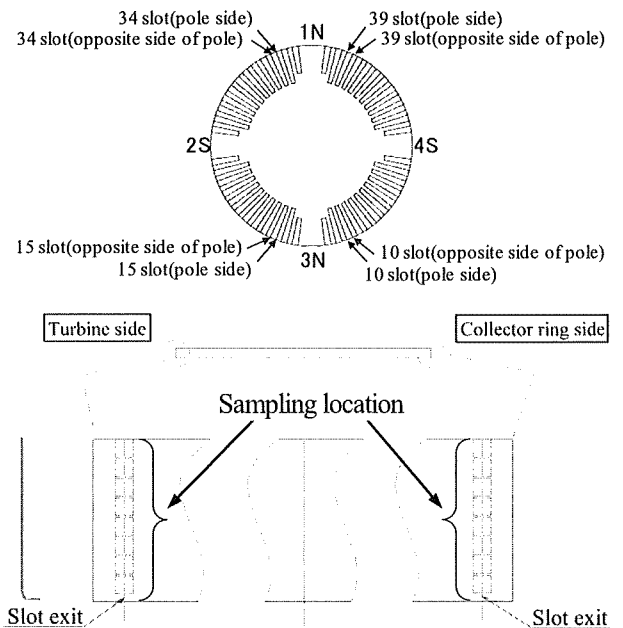 34 slot(pole side)
34 slot(opposite side of pole)
1N
39 slot(pole side)
39 slot(opposite side of pole)
2S
4S
15 slot(opposite side of pole)
15 slot(pole side)
3N
10 slot(opposite side of pole)
10 slot(pole side)
Turbine side
Collector ring side
Sampling location
Slot exit
Slot exit